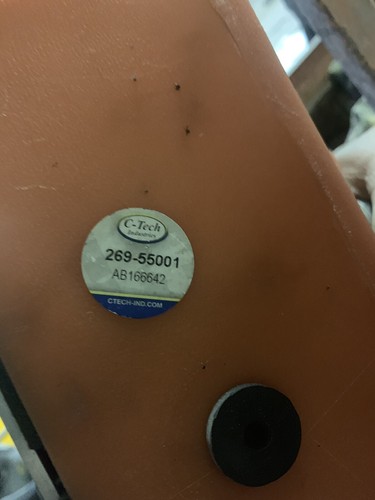 C-Tech
Industries
269-55001
AB166642
CTECH-IND.COM